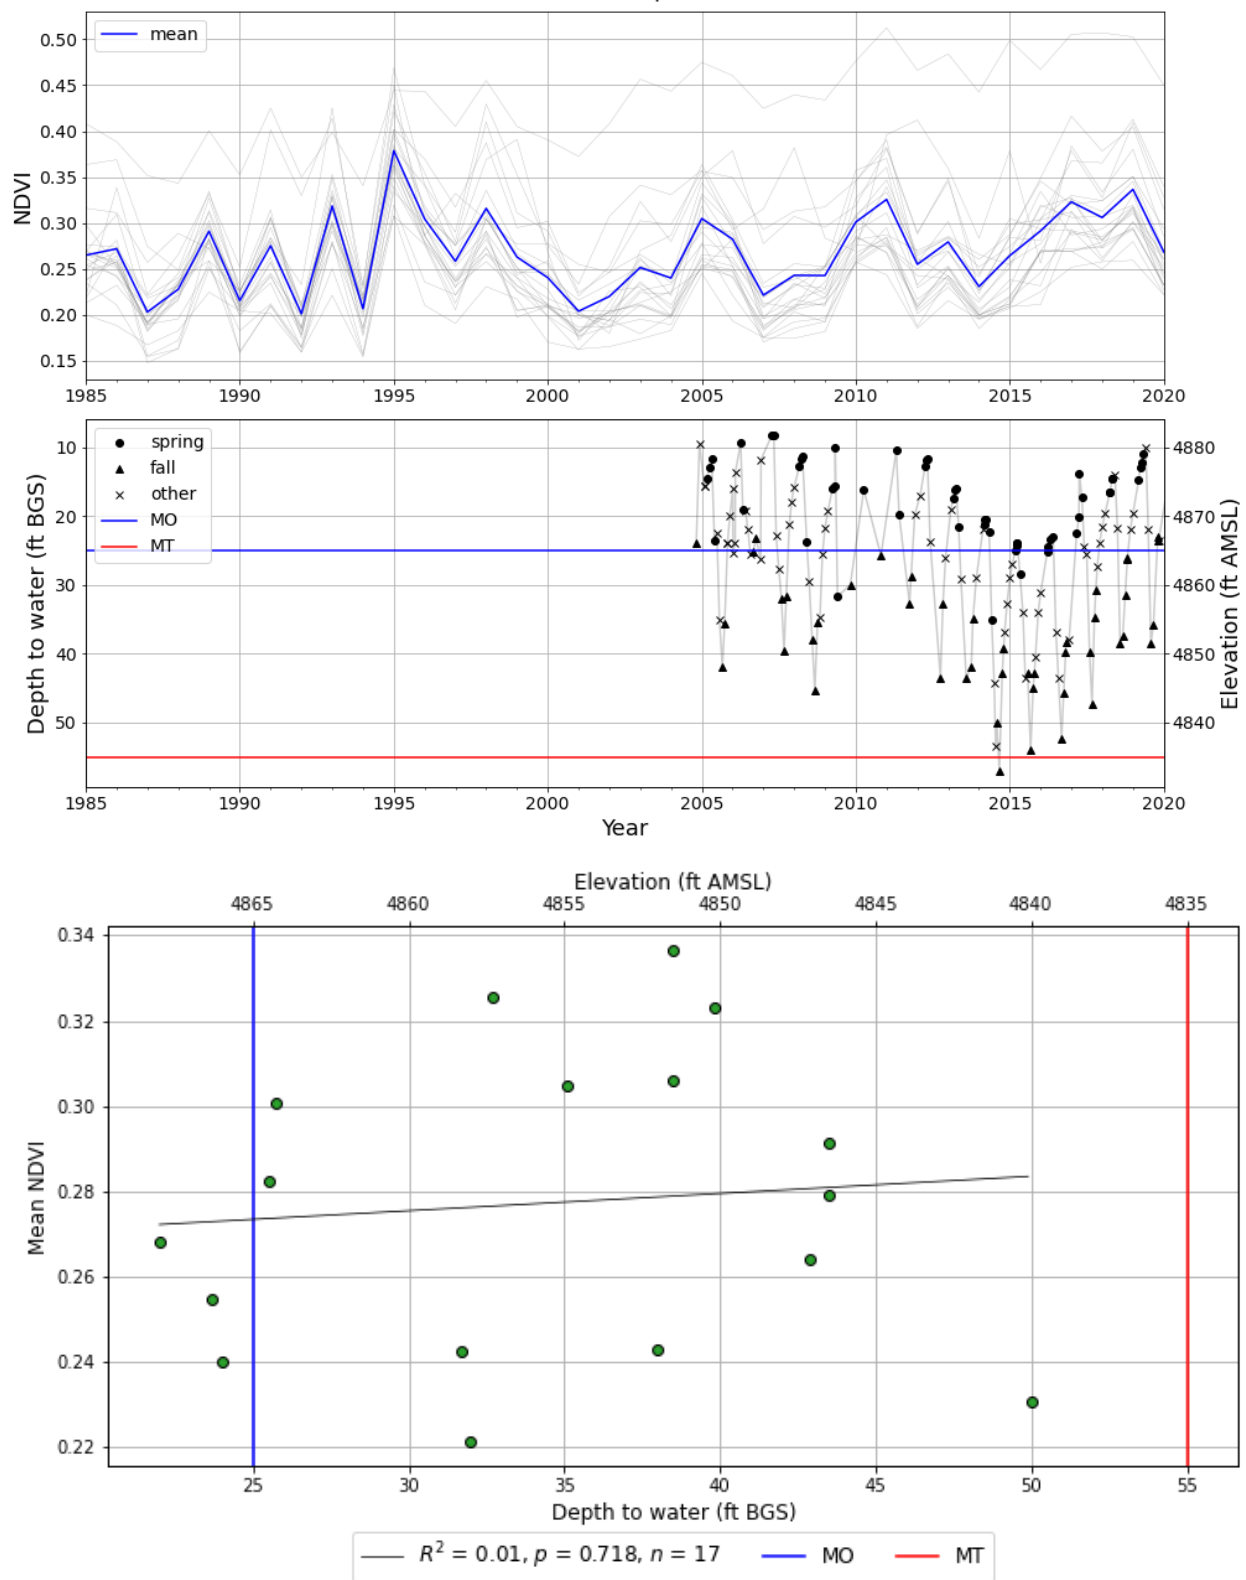 mean
0.50
0.45
0.40
0.35
0.30
0.25
0.20
0.15
NDVI
1985 1990 1995 2000 2005 2010 2015 2020
spring
fall
other
MO
MT
10
20
30
40
50
Depth to water (ft BGS)
4880
4870
4860
4850
4840
Elevation (ft AMSL)
1985 1990 1995 2000 2005 2010 2015 2020
Year
Elevation (ft AMSL)
4865 4860 4855 4850 4845 4840 4835
0.34
0.32
0.30
0.28
0.26
0.24
0.22
Mean NDVI
25 30 35 40 45 50 55
Depth to water (ft BGS)
R² = 0.01, p = 0.718, n = 17 MO MT